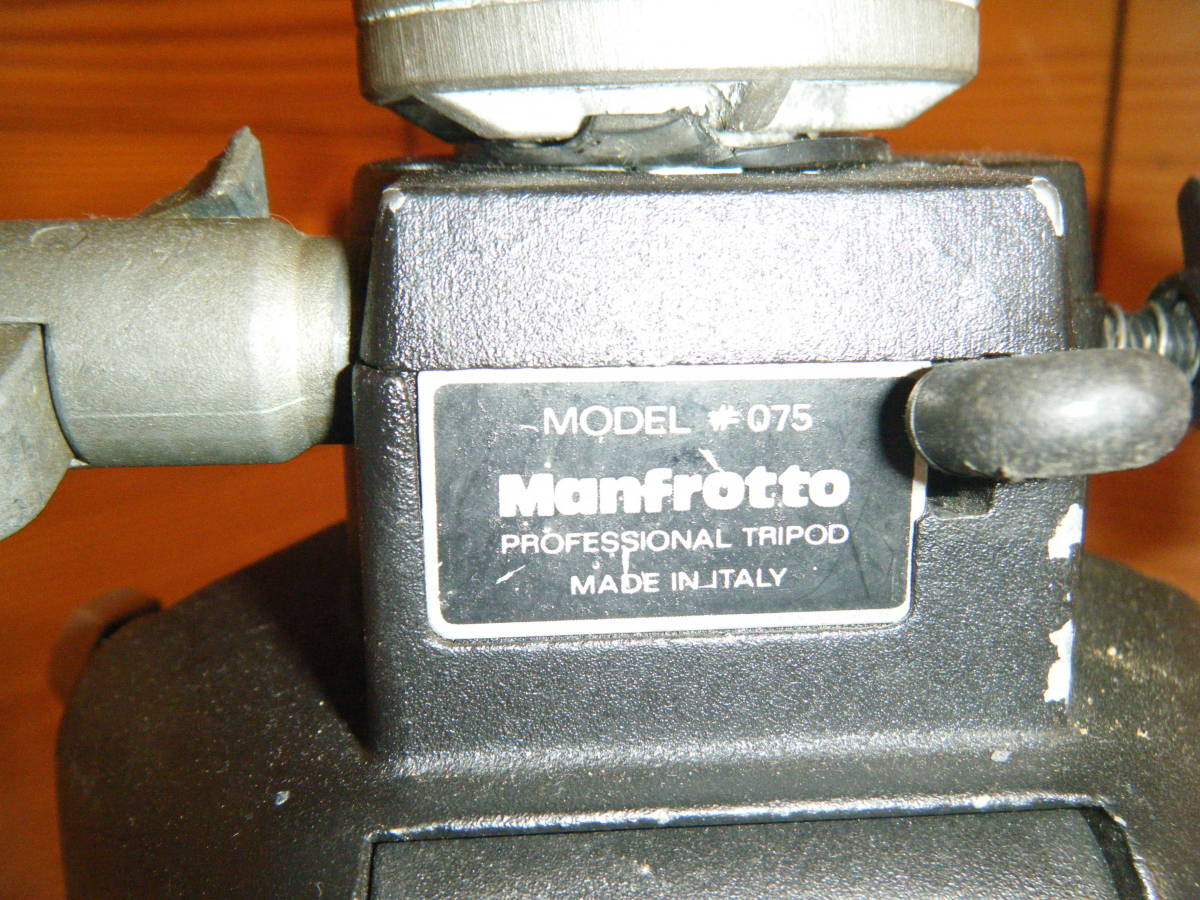 MODEL #075
Manfrotto
PROFESSIONAL TRIPOD
MADE IN ITALY